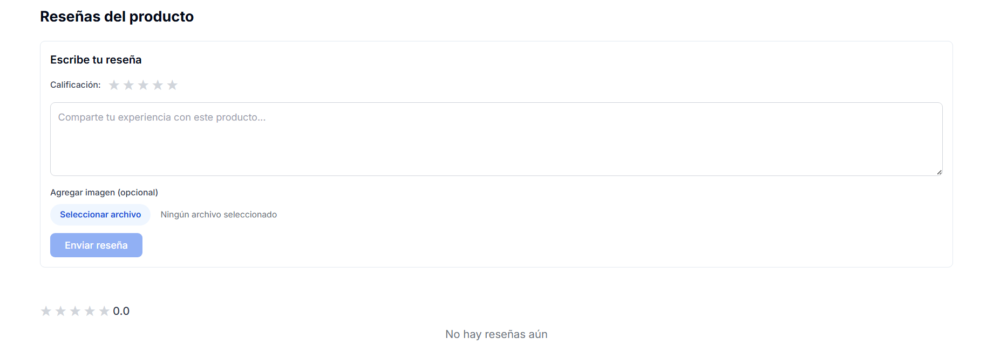 Reseñas del producto
Escribe tu reseña
Calificación:
Comparte tu experiencia con este producto...
Agregar imagen (opcional)
Seleccionar archivo Ningún archivo seleccionado
Enviar reseña
0.0
No hay reseñas aún